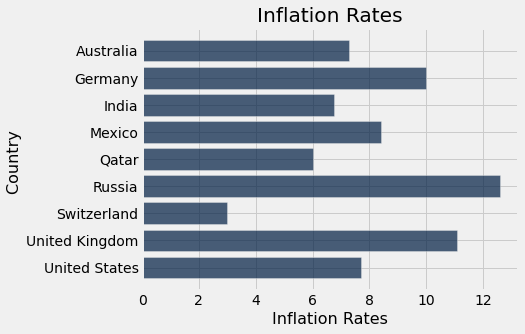 Inflation Rates
Country
Australia
Germany
India
Mexico
Qatar
Russia
Switzerland
United Kingdom
United States
0 2 4 6 8 10 12
Inflation Rates